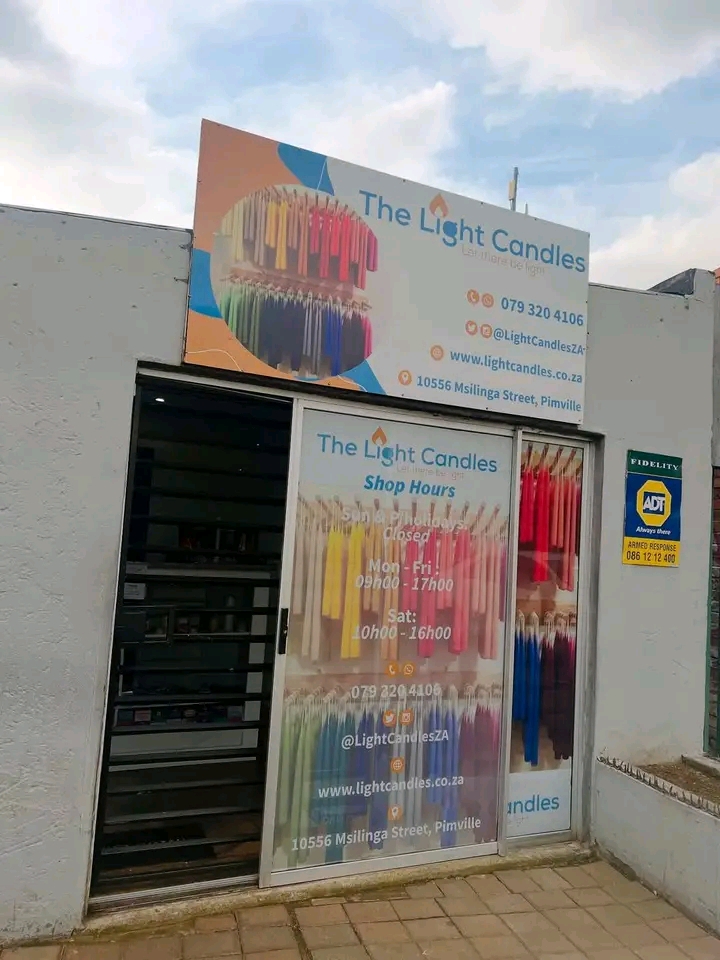 The Light Candles
Let there be light
079 320 4106
@LightCandlesZA
www.lightcandles.co.za
10556 Msilinga Street, Pimville
The Light Candles
Let there be light
Shop Hours
Sun & P/holidays:
Closed
Mon - Fri :
09h00 - 17h00
Sat:
10h00 - 16h00
079 320 4106
@LightCandlesZA
www.lightcandles.co.za
10556 Msilinga Street, Pimville
andles
FIDELITY
ADT
Always there
ARMED RESPONSE
086 12 12 400